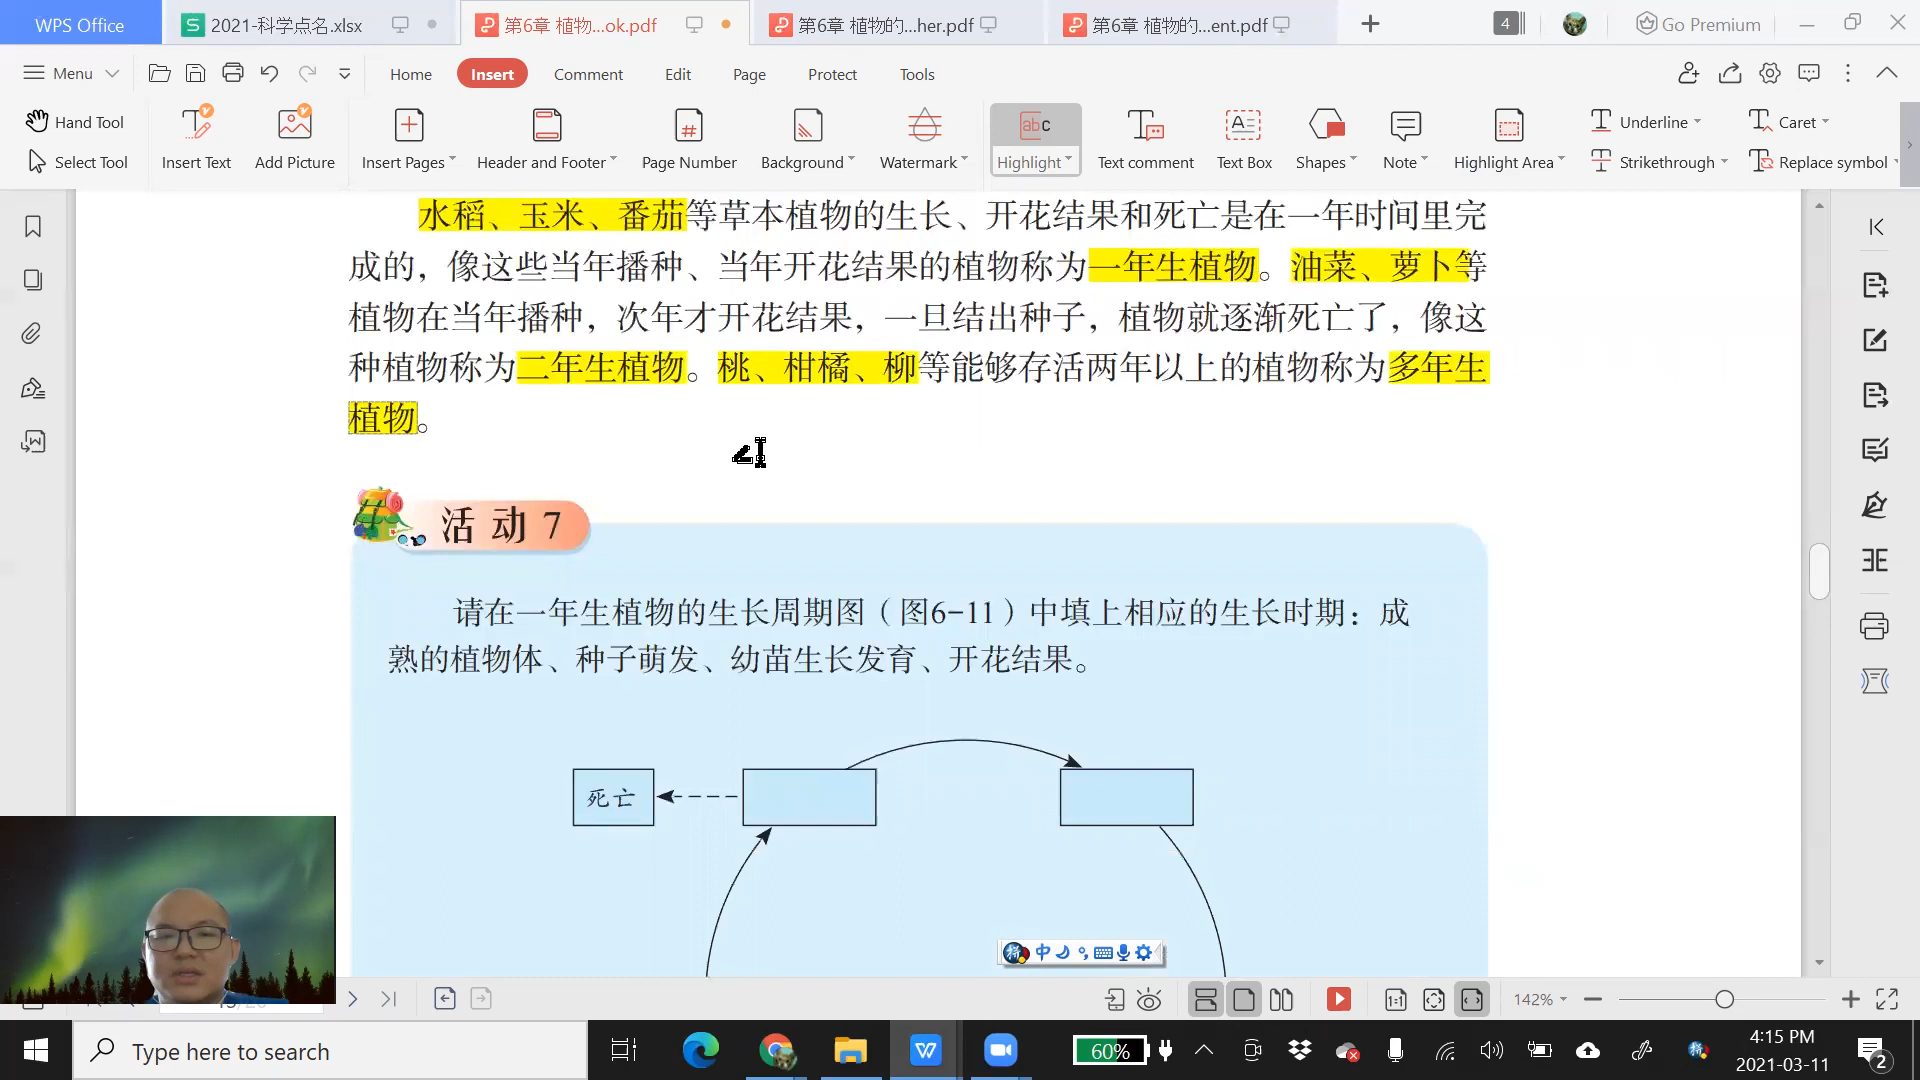 WPS Office
2021-科学点名.xlsx
第6章 植物...ok.pdf
第6章 植物的...her.pdf
第6章 植物的...ent.pdf
4
Go Premium
Menu
Home
Insert
Comment
Edit
Page
Protect
Tools
Hand Tool
Select Tool
Insert Text
Add Picture
Insert Pages
Header and Footer
Page Number
Background
Watermark
Highlight
Text comment
Text Box
Shapes
Note
Highlight Area
Underline
Strikethrough
Caret
Replace symbol
水稻、玉米、番茄等草本植物的生长、开花结果和死亡是在一年时间里完
成的，像这些当年播种、当年开花结果的植物称为一年生植物。油菜、萝卜等
植物在当年播种，次年才开花结果，一旦结出种子，植物就逐渐死亡了，像这
种植物称为二年生植物。桃、柑橘、柳等能够存活两年以上的植物称为多年生
植物。
活动7
请在一年生植物的生长周期图（图6-11）中填上相应的生长时期：成
熟的植物体、种子萌发、幼苗生长发育、开花结果。
死亡
中
142%
Type here to search
60%
4:15 PM
2021-03-11
2